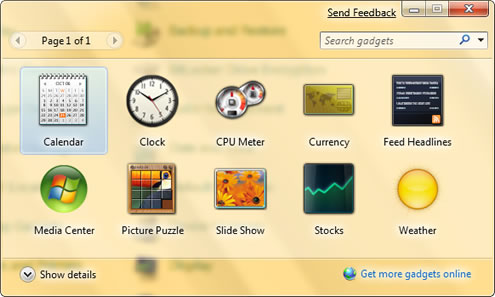 Send Feedback
Page 1 of 1
Search gadgets
OCT 06
Calendar
Clock
CPU Meter
Currency
Feed Headlines
Media Center
Picture Puzzle
Slide Show
Stocks
Weather
Show details
Get more gadgets online